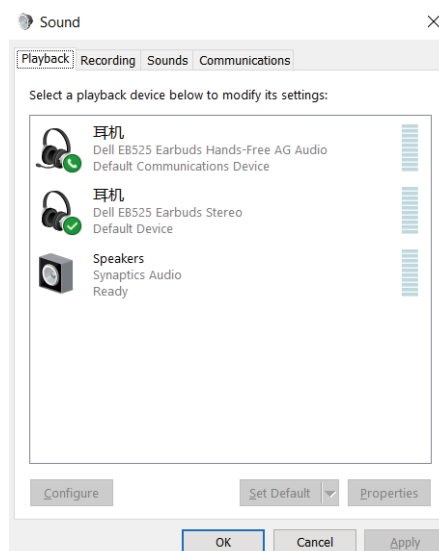 Sound
Playback Recording Sounds Communications
Select a playback device below to modify its settings:
耳机
Dell EB525 Earbuds Hands-Free AG Audio
Default Communications Device
耳机
Dell EB525 Earbuds Stereo
Default Device
Speakers
Synaptics Audio
Ready
Configure Set Default Properties
OK Cancel Apply